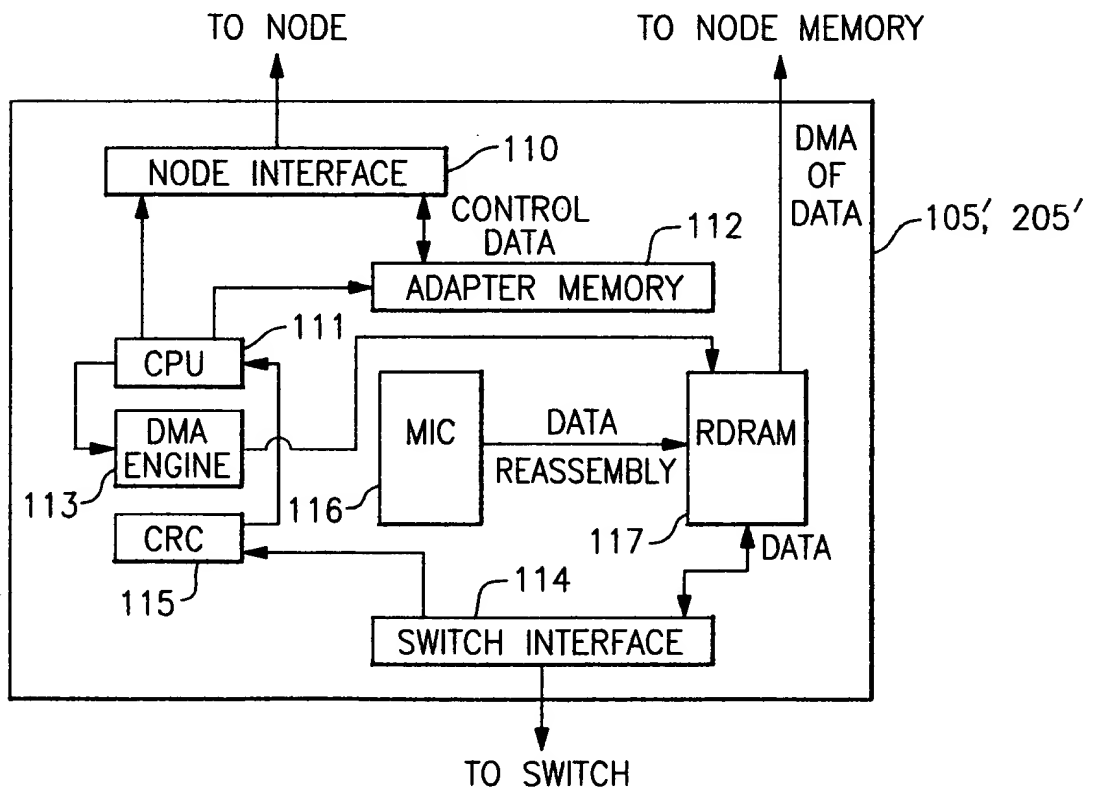 TO NODE
TO NODE MEMORY
NODE INTERFACE
110
DMA
OF
DATA
105', 205'
CONTROL
DATA
112
ADAPTER MEMORY
111
CPU
DMA
ENGINE
113
MIC
116
DATA
REASSEMBLY
RDRAM
117
CRC
115
DATA
114
SWITCH INTERFACE
TO SWITCH